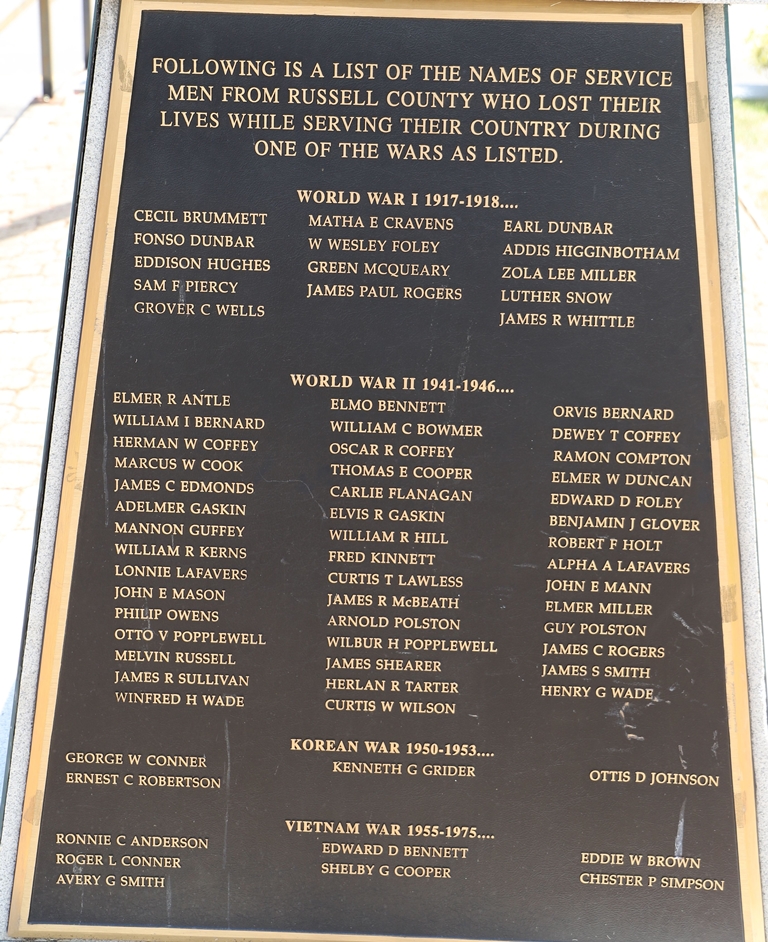 FOLLOWING IS A LIST OF THE NAMES OF SERVICE
MEN FROM RUSSELL COUNTY WHO LOST THEIR
LIVES WHILE SERVING THEIR COUNTRY DURING
ONE OF THE WARS AS LISTED.
WORLD WAR I 1917-1918....
CECIL BRUMMETT MATHA E CRAVENS EARL DUNBAR
FONSO DUNBAR W WESLEY FOLEY ADDIS HIGGINBOTHAM
EDDISON HUGHES GREEN MCQUEARY ZOLA LEE MILLER
SAM F PIERCY JAMES PAUL ROGERS LUTHER SNOW
GROVER C WELLS JAMES R WHITTLE
WORLD WAR II 1941-1946....
ELMER R ANTLE ELMO BENNETT ORVIS BERNARD
WILLIAM I BERNARD WILLIAM C BOWMER DEWEY T COFFEY
HERMAN W COFFEY OSCAR R COFFEY RAMON COMPTON
MARCUS W COOK THOMAS E COOPER ELMER W DUNCAN
JAMES C EDMONDS CARLIE FLANAGAN EDWARD D FOLEY
ADELMER GASKIN ELVIS R GASKIN BENJAMIN J GLOVER
MANNON GUFFEY WILLIAM R HILL ROBERT F HOLT
WILLIAM R KERNS FRED KINNETT ALPHA A LAFAVERS
LONNIE LAFAVERS CURTIS T LAWLESS JOHN E MANN
JOHN E MASON JAMES R McBEATH ELMER MILLER
PHILIP OWENS ARNOLD POLSTON GUY POLSTON
OTTO V POPPLEWELL WILBUR H POPPLEWELL JAMES C ROGERS
MELVIN RUSSELL JAMES SHEARER JAMES S SMITH
JAMES R SULLIVAN HERLAN R TARTER HENRY G WADE
WINFRED H WADE CURTIS W WILSON
KOREAN WAR 1950-1953....
GEORGE W CONNER KENNETH G GRIDER OTTIS D JOHNSON
ERNEST C ROBERTSON
VIETNAM WAR 1955-1975....
RONNIE C ANDERSON EDWARD D BENNETT EDDIE W BROWN
ROGER L CONNER SHELBY G COOPER CHESTER P SIMPSON
AVERY G SMITH